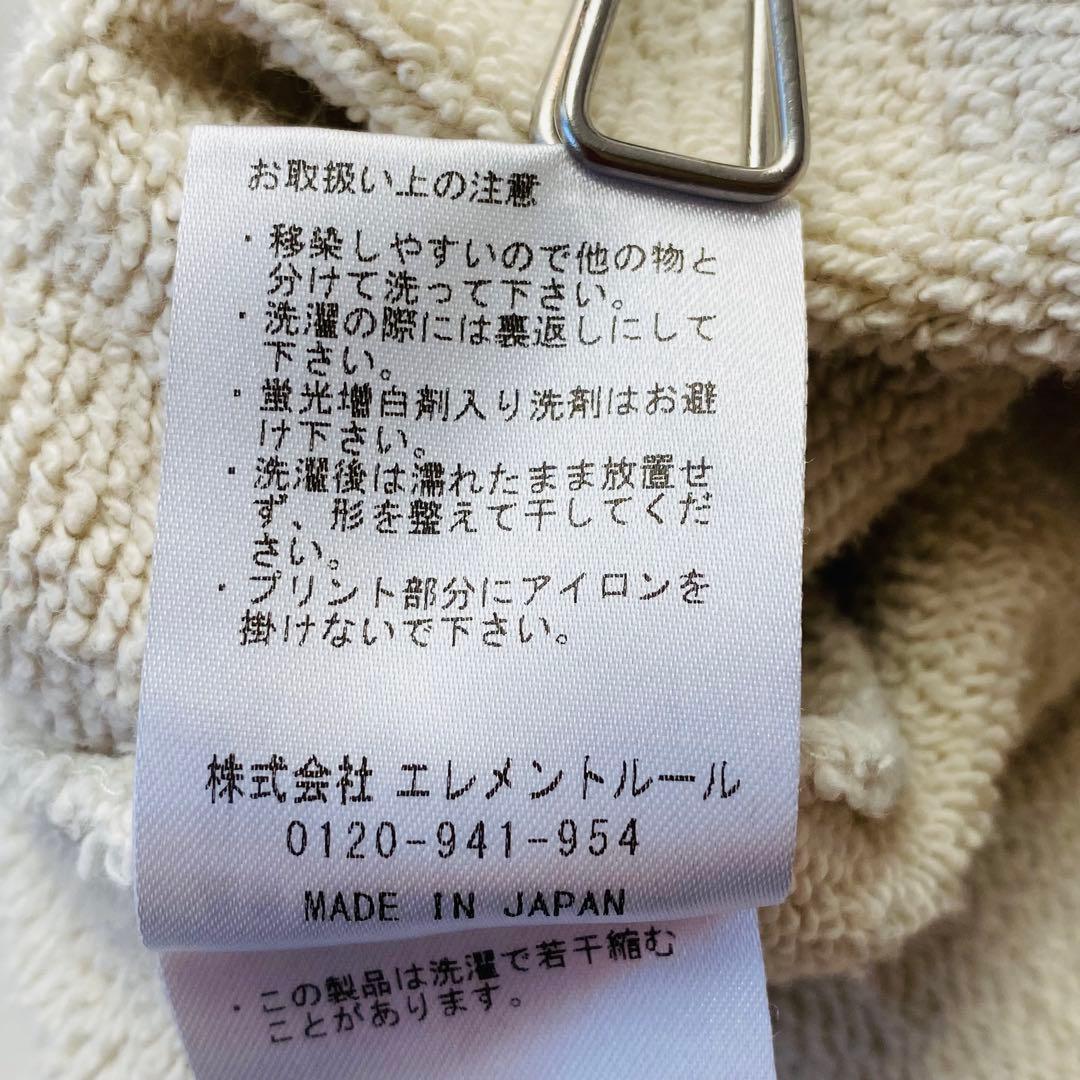 お取扱い上の注意
・移染しやすいので他の物と
分けて洗って下さい。
・洗濯の際には裏返しにして
下さい。
・蛍光増白剤入り洗剤はお避
け下さい。
・洗濯後は濡れたまま放置せ
ず、形を整えて干してくだ
さい。
・プリント部分にアイロンを
掛けないで下さい。
株式会社 エレメントルール
0120-941-954
MADE IN JAPAN
・この製品は洗濯で若干縮む
ことがあります。